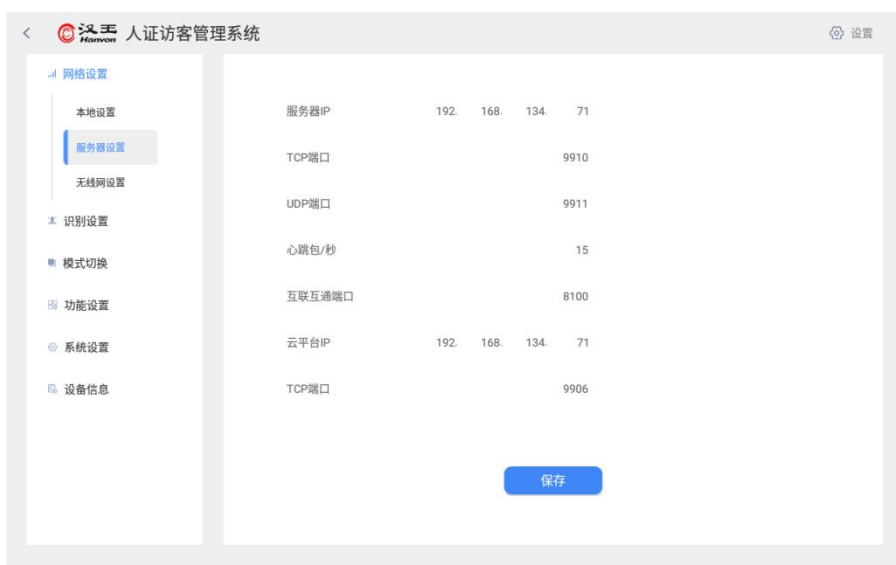 汉王 Hanvon 人证访客管理系统
设置
网络设置
本地设置
服务器设置
无线网设置
识别设置
模式切换
功能设置
系统设置
设备信息
服务器IP 192. 168. 134. 71
TCP端口 9910
UDP端口 9911
心跳包/秒 15
互联互通端口 8100
云平台IP 192. 168. 134. 71
TCP端口 9906
保存